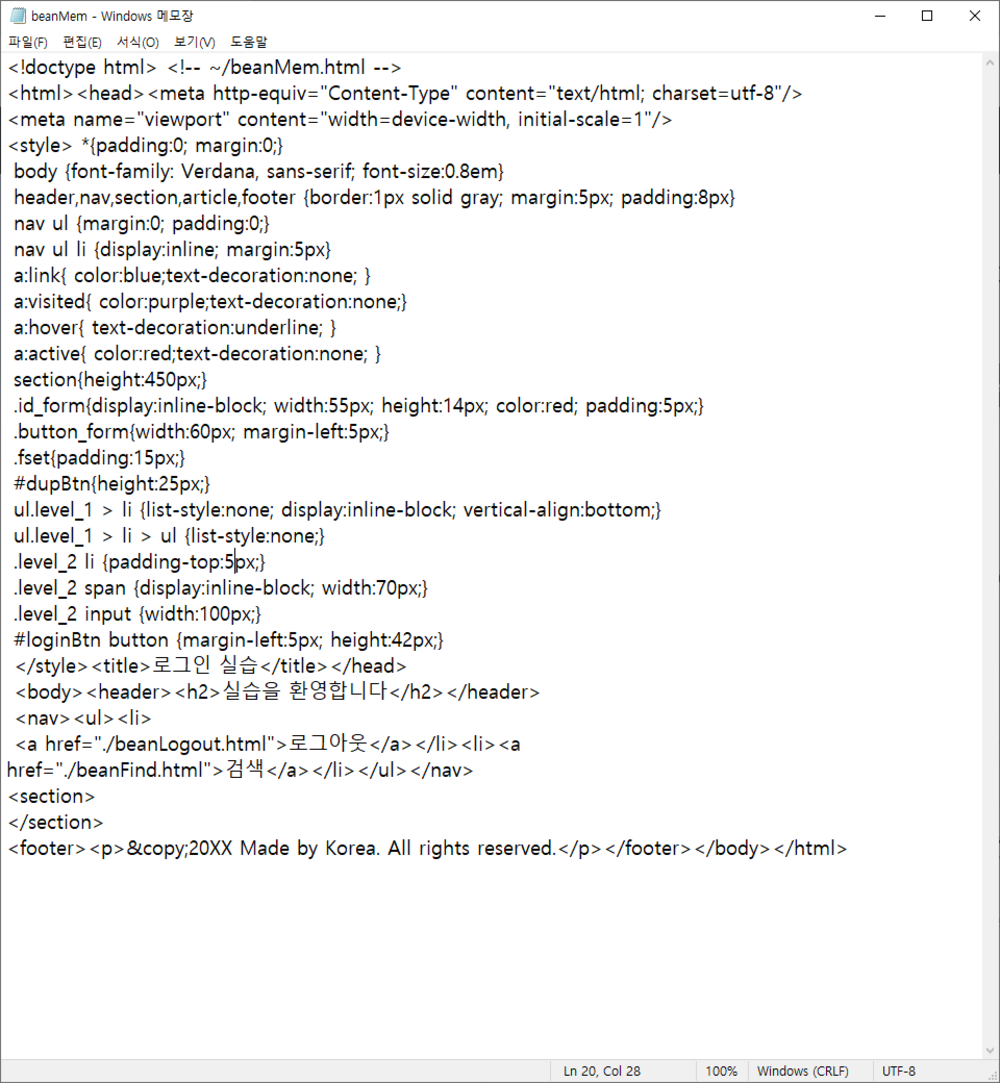 beanMem - Windows 메모장
파일(F) 편집(E) 서식(O) 보기(V) 도움말
<!doctype html> <!-- ~/beanMem.html -->
<html><head><meta http-equiv="Content-Type" content="text/html; charset=utf-8"/>
<meta name="viewport" content="width=device-width, initial-scale=1"/>
<style> *{padding:0; margin:0;}
body {font-family: Verdana, sans-serif; font-size:0.8em}
header,nav,section,article,footer {border:1px solid gray; margin:5px; padding:8px}
nav ul {margin:0; padding:0;}
nav ul li {display:inline; margin:5px}
a:link{ color:blue;text-decoration:none; }
a:visited{ color:purple;text-decoration:none;}
a:hover{ text-decoration:underline; }
a:active{ color:red;text-decoration:none; }
section{height:450px;}
.id_form{display:inline-block; width:55px; height:14px; color:red; padding:5px;}
.button_form{width:60px; margin-left:5px;}
.fset{padding:15px;}
#dupBtn{height:25px;}
ul.level_1 > li {list-style:none; display:inline-block; vertical-align:bottom;}
ul.level_1 > li > ul {list-style:none;}
.level_2 li {padding-top:5px;}
.level_2 span {display:inline-block; width:70px;}
.level_2 input {width:100px;}
#loginBtn button {margin-left:5px; height:42px;}
</style><title>로그인 실습</title></head>
<body><header><h2>실습을 환영합니다</h2></header>
<nav><ul><li>
<a href="./beanLogout.html">로그아웃</a></li><li><a
href="./beanFind.html">검색</a></li></ul></nav>
<section>
</section>
<footer><p>&copy;20XX Made by Korea. All rights reserved.</p></footer></body></html>
Ln 20, Col 28 100% Windows (CRLF) UTF-8